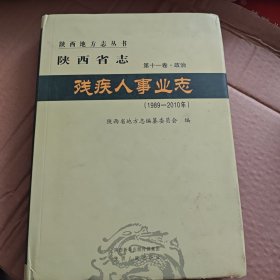 陕西地方志丛书
陕西省志 第十一卷·政治
残疾人事业志
（1989—2010年）
陕西省地方志编纂委员会 编